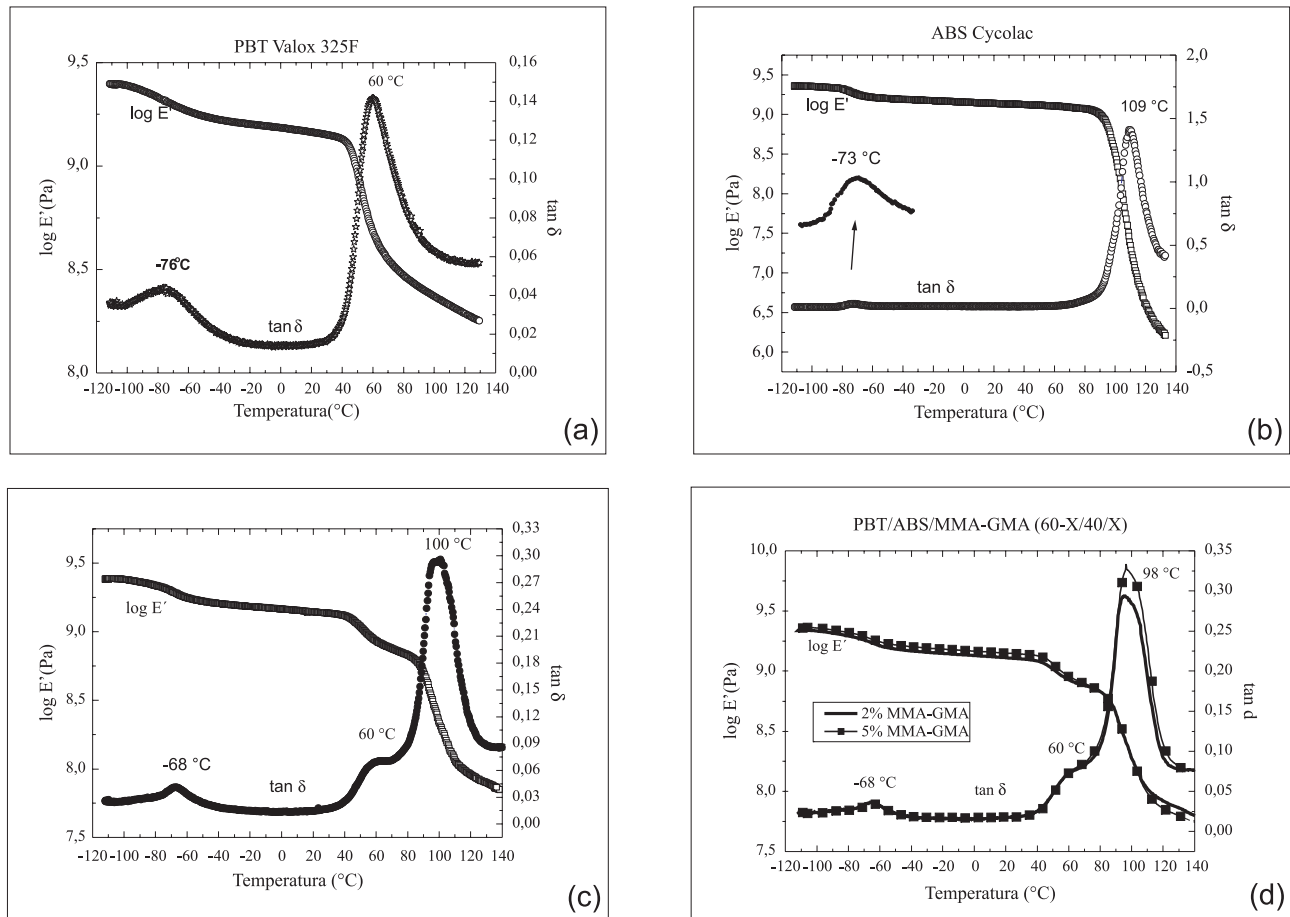 PBT Valox 325F
9,5
9,0
8,5
8,0
log E' (Pa)
log E'
60 °C
-76°C
tan δ
0,16
0,14
0,12
0,10
0,08
0,06
0,04
0,02
0,00
tan δ
-120 -100 -80 -60 -40 -20 0 20 40 60 80 100 120 140
Temperatura(°C)
(a)
ABS Cycolac
9,5
9,0
8,5
8,0
7,5
7,0
6,5
6,0
log E' (Pa)
log E'
109 °C
-73 °C
tan δ
2,0
1,5
1,0
0,5
0,0
-0,5
tan δ
-120 -100 -80 -60 -40 -20 0 20 40 60 80 100 120 140
Temperatura (°C)
(b)
9,5
9,0
8,5
8,0
7,5
log E' (Pa)
log E´
100 °C
60 °C
-68 °C
tan δ
0,33
0,30
0,27
0,24
0,21
0,18
0,15
0,12
0,09
0,06
0,03
0,00
tan δ
-120 -100 -80 -60 -40 -20 0 20 40 60 80 100 120 140
Temperatura (°C)
(c)
PBT/ABS/MMA-GMA (60-X/40/X)
10,0
9,5
9,0
8,5
8,0
7,5
log E' (Pa)
log E´
98 °C
2% MMA-GMA
5% MMA-GMA
60 °C
-68 °C
tan δ
0,35
0,30
0,25
0,20
0,15
0,10
0,05
0,00
tan d
-120 -100 -80 -60 -40 -20 0 20 40 60 80 100 120 140
Temperatura (°C)
(d)